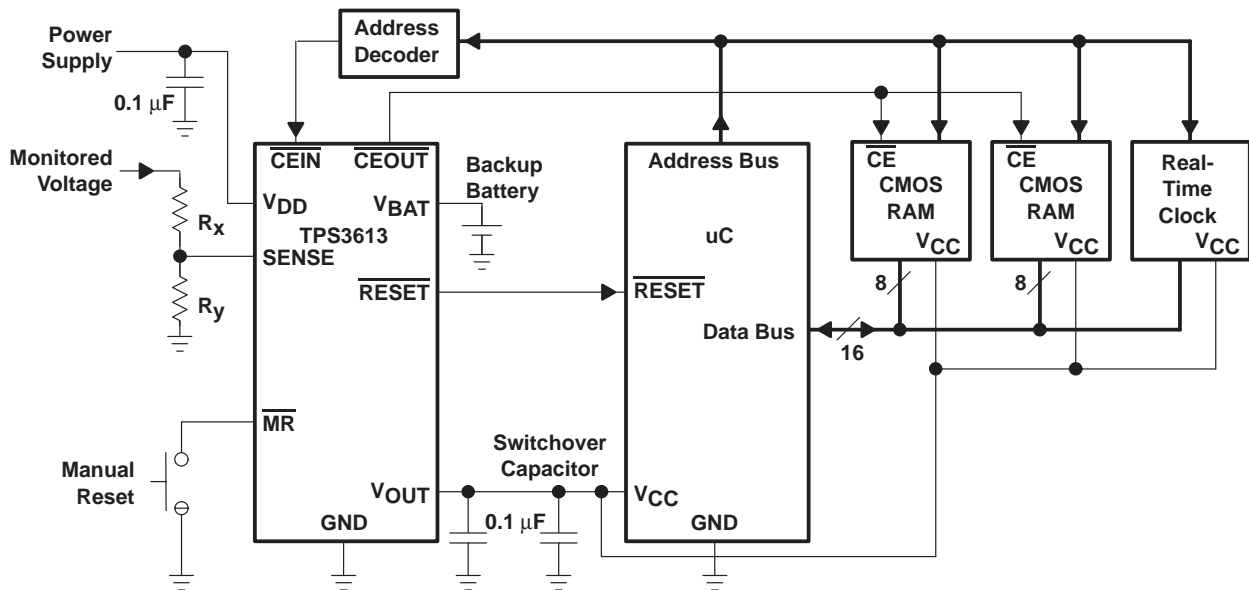 Power
Supply
0.1 μF
Address
Decoder
Monitored
Voltage
Rx
Ry
Manual
Reset
CEIN
CEOUT
VDD
VBAT
TPS3613
SENSE
RESET
MR
VOUT
GND
Backup
Battery
Switchover
Capacitor
0.1 μF
Address Bus
uC
RESET
Data Bus
16
VCC
GND
CE
CMOS
RAM
VCC
8
CE
CMOS
RAM
VCC
8
Real-
Time
Clock
VCC